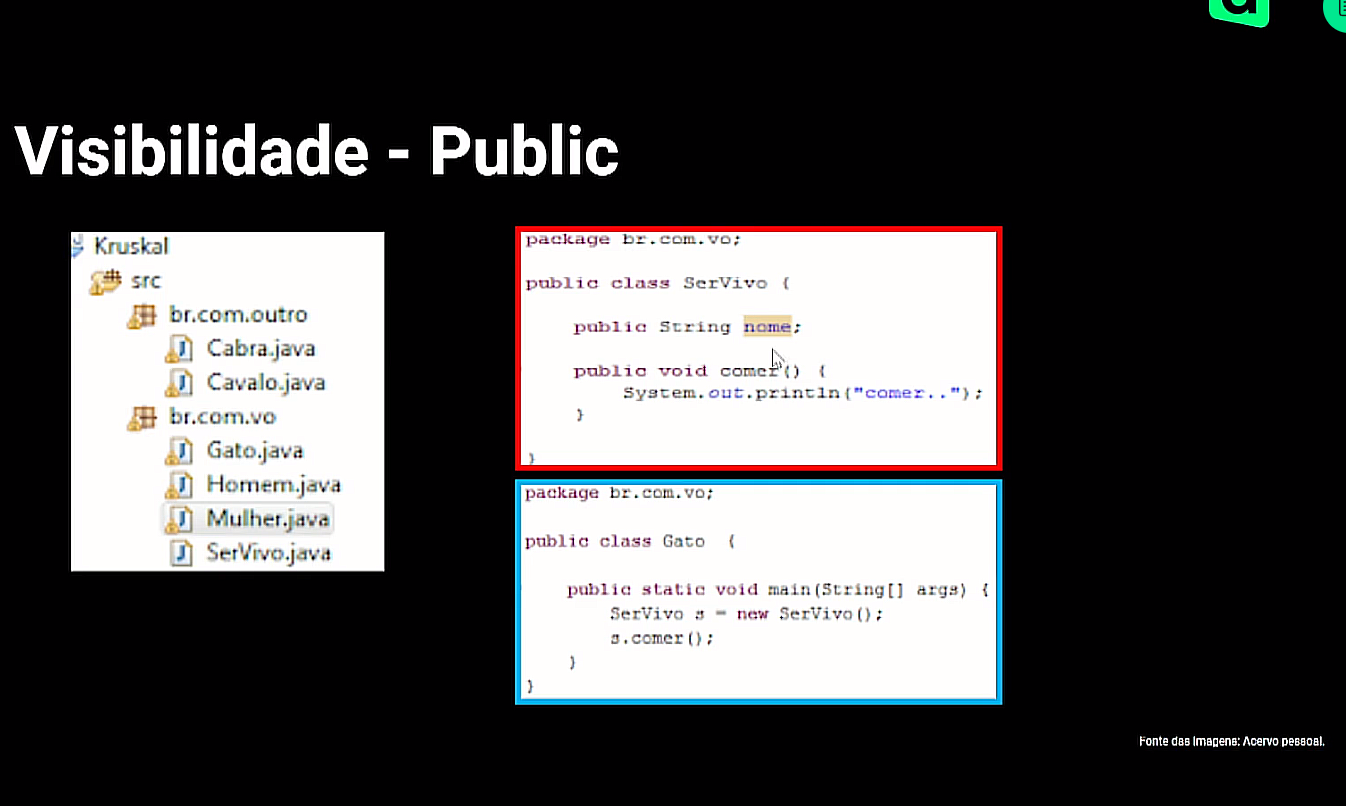 Visibilidade - Public
Kruskal
src
br.com.outro
Cabra.java
Cavalo.java
br.com.vo
Gato.java
Homem.java
Mulher.java
SerVivo.java
package br.com.vo;
public class SerVivo {
public String nome;
public void comer() {
System.out.println("comer..");
}
}
package br.com.vo;
public class Gato {
public static void main(String[] args) {
SerVivo s = new SerVivo();
s.comer();
}
}
Fonte das Imagens: Acervo pessoal.